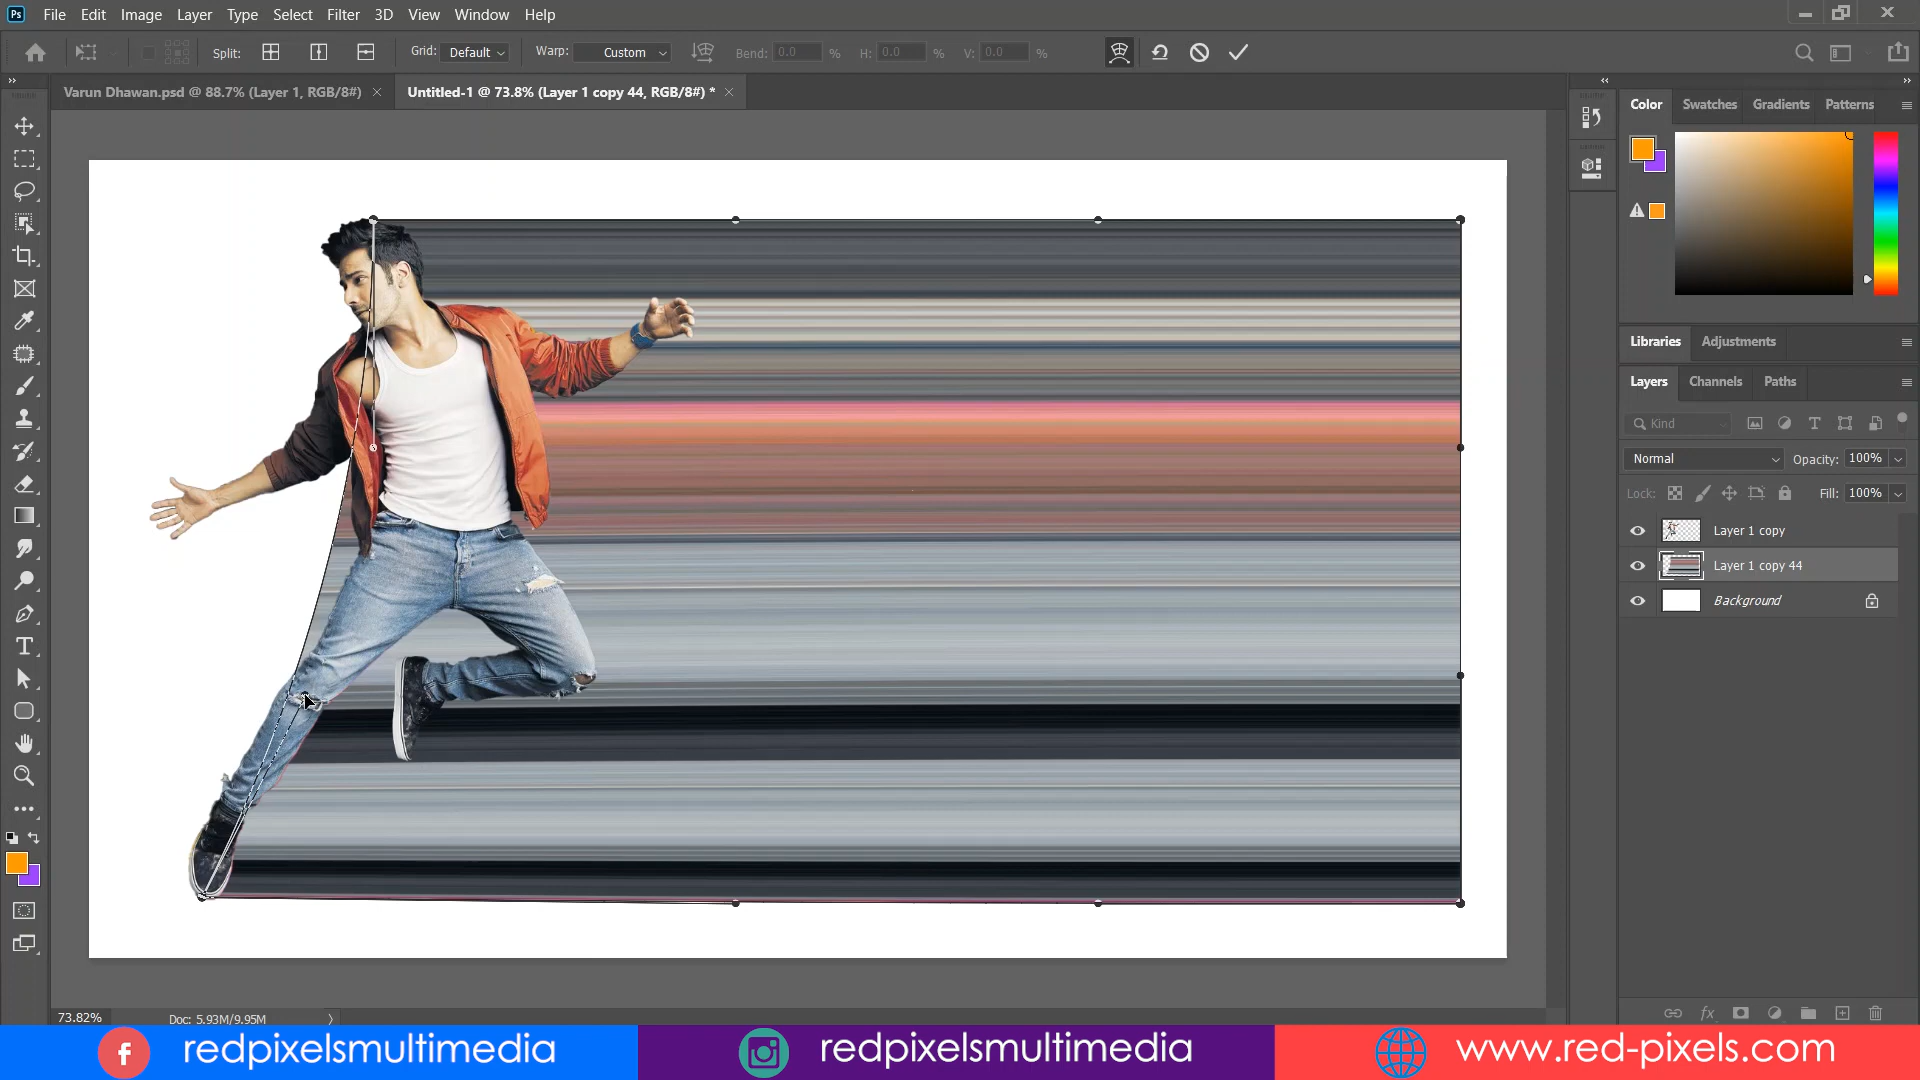 Ps File Edit Image Layer Type Select Filter 3D View Window Help
Split: Grid: Default Warp: Custom Bend: 0.0 % H: 0.0 % V: 0.0 %
Varun Dhawan.psd @ 88.7% (Layer 1, RGB/8#) × Untitled-1 @ 73.8% (Layer 1 copy 44, RGB/8#) * ×
Color Swatches Gradients Patterns
Libraries Adjustments
Layers Channels Paths
Kind
Normal Opacity: 100%
Lock: Fill: 100%
Layer 1 copy
Layer 1 copy 44
Background
73.82% Doc: 5.93M/9.95M
redpixelsmultimedia redpixelsmultimedia www.red-pixels.com